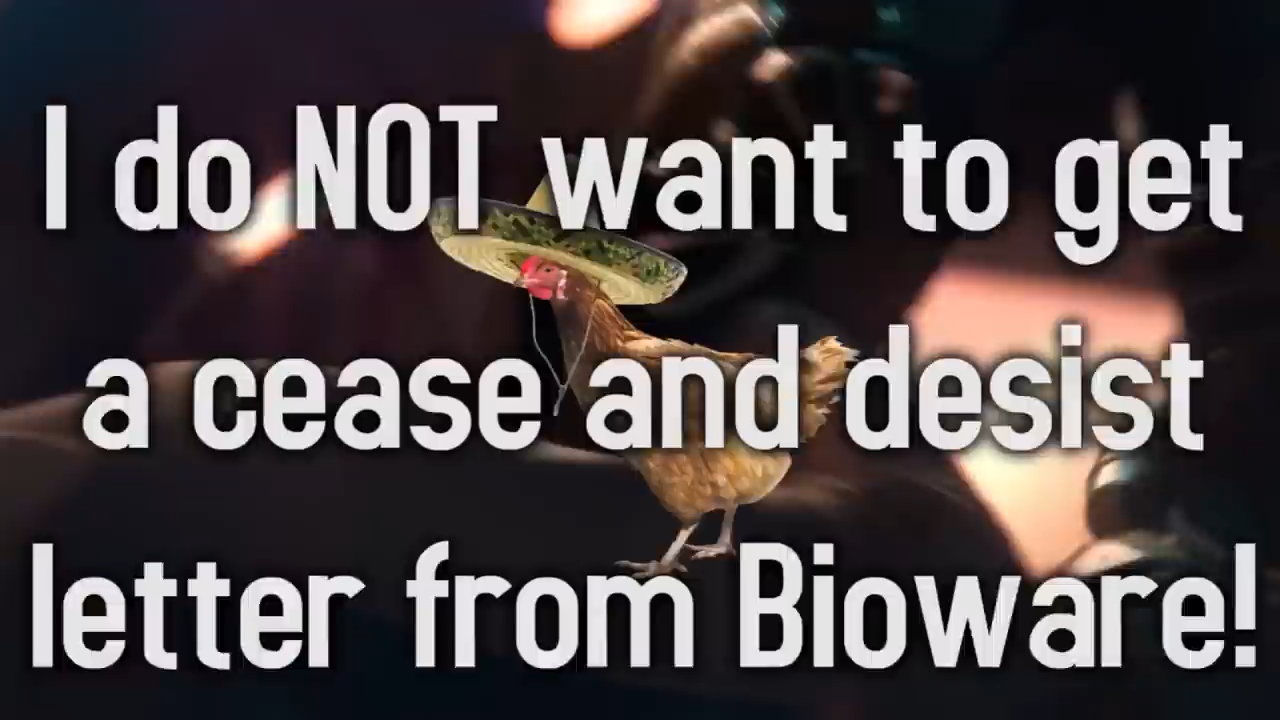 I do NOT want to get
a cease and desist
letter from Bioware!